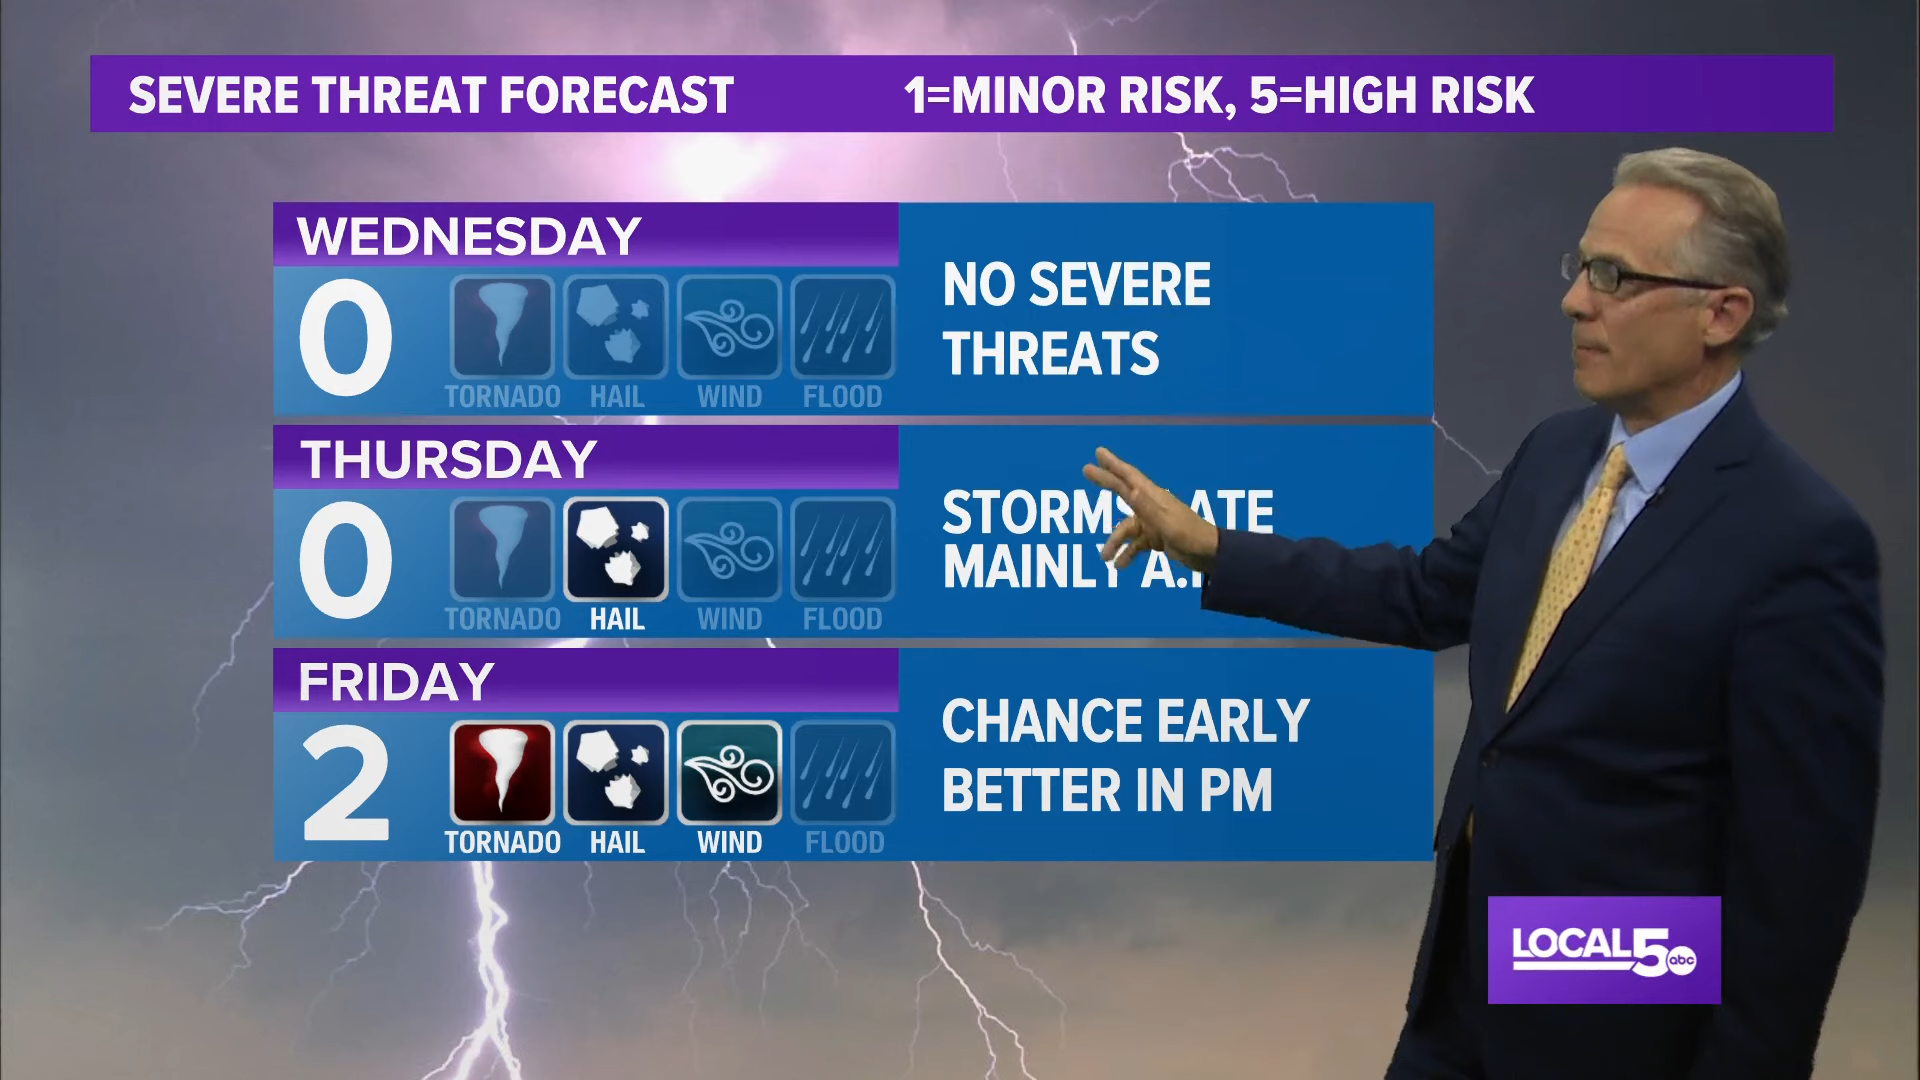 SEVERE THREAT FORECAST 1=MINOR RISK, 5=HIGH RISK
WEDNESDAY
0
TORNADO HAIL WIND FLOOD
NO SEVERE
THREATS
THURSDAY
0
TORNADO HAIL WIND FLOOD
STORMS
MAINLY
FRIDAY
2
TORNADO HAIL WIND FLOOD
CHANCE EARLY
BETTER IN PM
LOCAL 5 abc